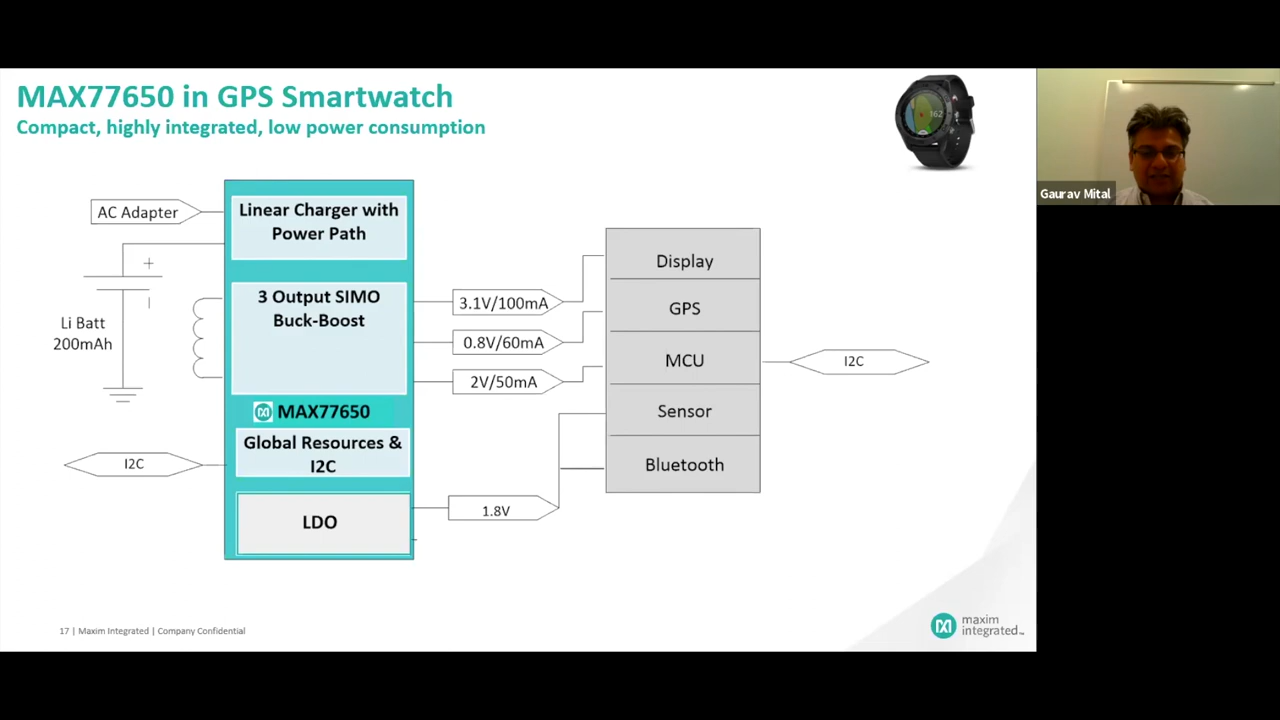 MAX77650 in GPS Smartwatch
Compact, highly integrated, low power consumption
162
Gaurav Mital
AC Adapter
Linear Charger with
Power Path
+
Li Batt
200mAh
3 Output SIMO
Buck-Boost
MAX77650
Global Resources &
I2C
LDO
I2C
3.1V/100mA
0.8V/60mA
2V/50mA
1.8V
Display
GPS
MCU
Sensor
Bluetooth
I2C
17 | Maxim Integrated | Company Confidential
maxim
integrated™